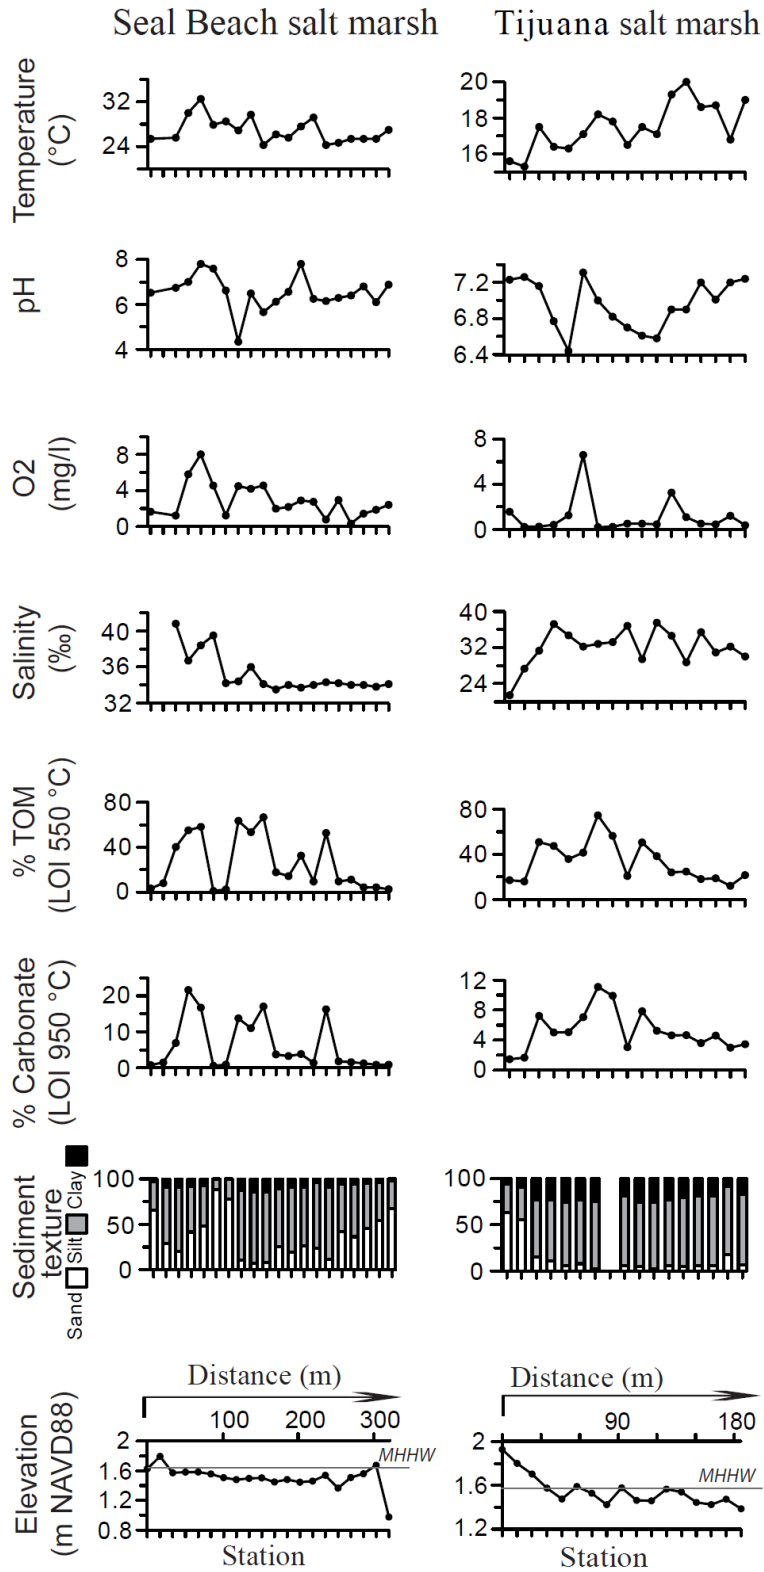 Seal Beach salt marsh
Tijuana salt marsh
Temperature
(°C)
32
24
20
18
16
pH
8
6
4
7.2
6.8
6.4
O2
(mg/l)
8
4
0
8
4
0
Salinity
(‰)
40
36
32
40
32
24
% TOM
(LOI 550 °C)
80
40
0
80
40
0
% Carbonate
(LOI 950 °C)
20
10
0
12
8
4
0
Sediment
texture
Sand
Silt
Clay
100
50
0
100
50
0
Distance (m)
100
200
300
Distance (m)
90
180
Elevation
(m NAVD88)
2
1.6
1.2
0.8
MHHW
2
1.6
1.2
MHHW
Station
Station